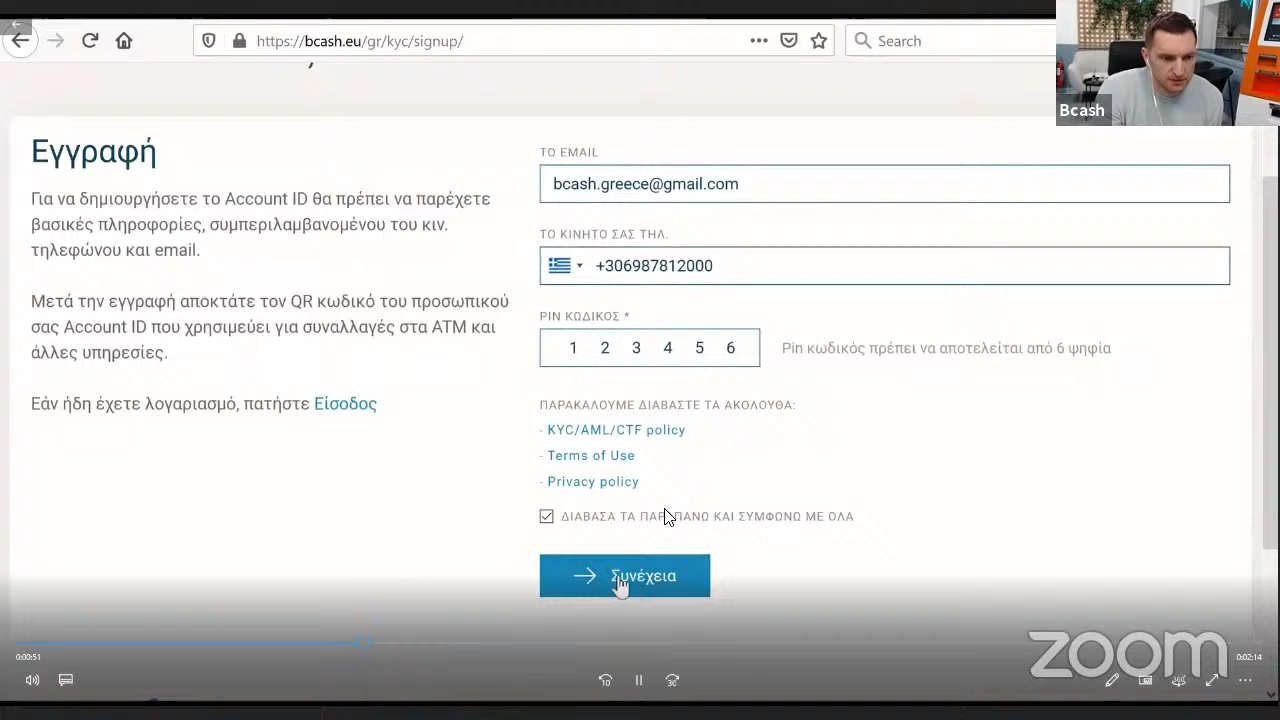 https://bcash.eu/gr/kyc/signup/
Search
Bcash
Εγγραφή
Για να δημιουργήσετε το Account ID θα πρέπει να παρέχετε
βασικές πληροφορίες, συμπεριλαμβανομένου του κιν.
τηλεφώνου και email.
Μετά την εγγραφή αποκτάτε τον QR κωδικό του προσωπικού
σας Account ID που χρησιμεύει για συναλλαγές στα ATM και
άλλες υπηρεσίες.
Εάν ήδη έχετε λογαριασμό, πατήστε Είσοδος
ΤΟ EMAIL
bcash.greece@gmail.com
ΤΟ ΚΙΝΗΤΟ ΣΑΣ ΤΗΛ.
+306987812000
PIN ΚΩΔΙΚΟΣ *
1 2 3 4 5 6
Pin κωδικός πρέπει να αποτελείται από 6 ψηφία
ΠΑΡΑΚΑΛΟΥΜΕ ΔΙΑΒΑΣΤΕ ΤΑ ΑΚΟΛΟΥΘΑ:
- KYC/AML/CTF policy
- Terms of Use
- Privacy policy
ΔΙΑΒΑΣΑ ΤΑ ΠΑΡΑΠΑΝΩ ΚΑΙ ΣΥΜΦΩΝΩ ΜΕ ΟΛΑ
Συνέχεια
zoom
0:00:51
0:02:14
10
30
360